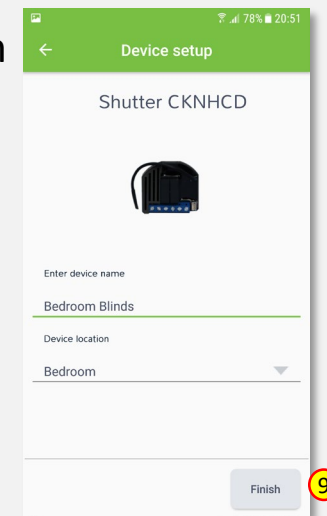 78% 20:51
Device setup
Shutter CKNHCD
Enter device name
Bedroom Blinds
Device location
Bedroom
Finish
9